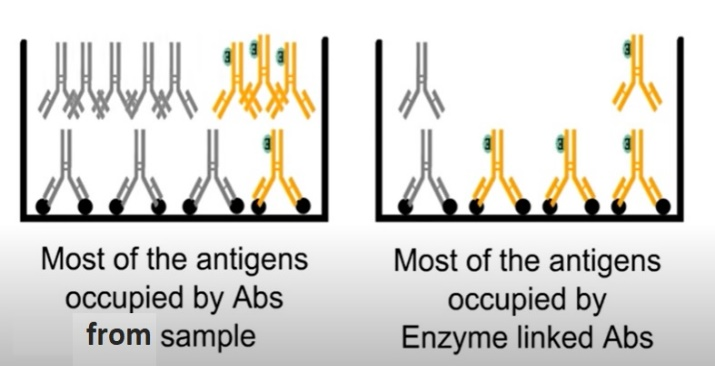 Most of the antigens
occupied by Abs
from sample
Most of the antigens
occupied by
Enzyme linked Abs